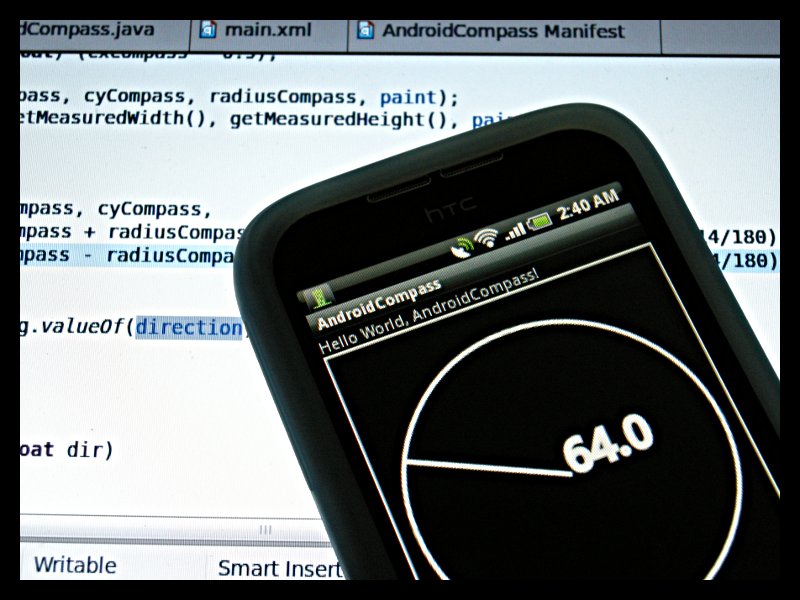 dCompass.java main.xml AndroidCompass Manifest
pass, cyCompass, radiusCompass, paint);
etMeasuredWidth(), getMeasuredHeight(), pai
mpass, cyCompass,
mpass + radiusCompas
4/180)
mpass - radiusCompa
/180)
g.valueOf(direction
oat dir)
Writable Smart Insert
hTC
2:40 AM
AndroidCompass
Hello World, AndroidCompass!
64.0